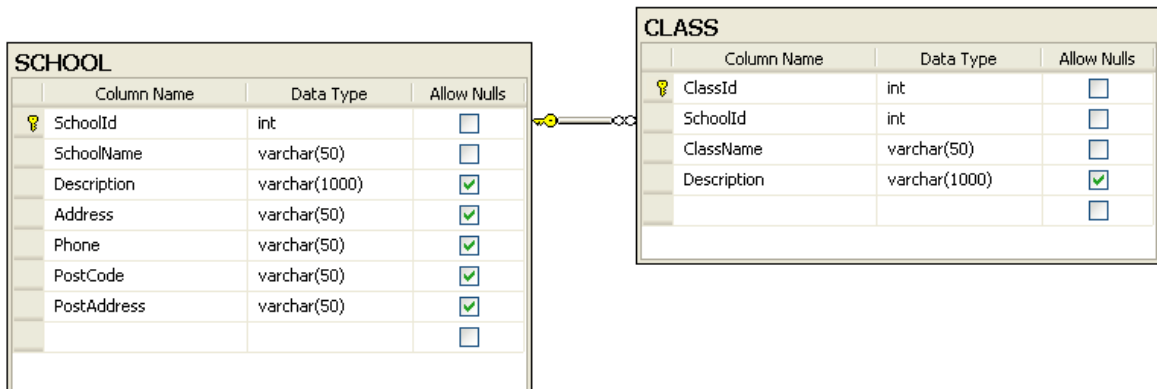 SCHOOL
Column Name Data Type Allow Nulls
SchoolId int
SchoolName varchar(50)
Description varchar(1000)
Address varchar(50)
Phone varchar(50)
PostCode varchar(50)
PostAddress varchar(50)
CLASS
Column Name Data Type Allow Nulls
ClassId int
SchoolId int
ClassName varchar(50)
Description varchar(1000)